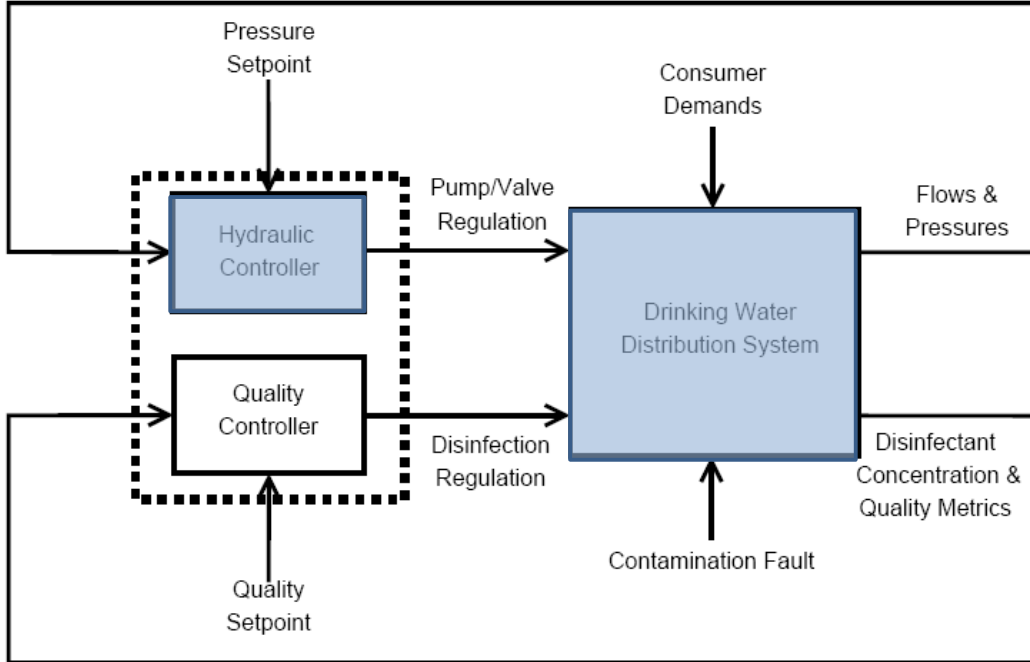 Pressure
Setpoint
Consumer
Demands
Pump/Valve
Regulation
Flows &
Pressures
Hydraulic
Controller
Drinking Water
Distribution System
Quality
Controller
Disinfection
Regulation
Disinfectant
Concentration &
Quality Metrics
Contamination Fault
Quality
Setpoint